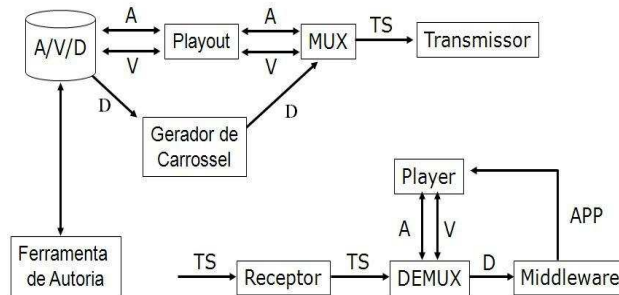 A
A
TS
A/V/D
Playout
MUX
Transmissor
V
V
D
D
Gerador de
Carrossel
Player
A
V
APP
Ferramenta
de Autoria
TS
Receptor
TS
DEMUX
D
Middleware